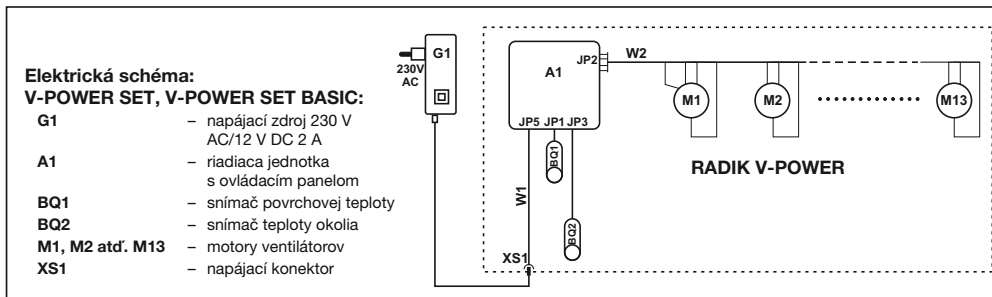 Elektrická schéma:
V-POWER SET, V-POWER SET BASIC:
G1 – napájací zdroj 230 V
AC/12 V DC 2 A
A1 – riadiaca jednotka
s ovládacím panelom
BQ1 – snímač povrchovej teploty
BQ2 – snímač teploty okolia
M1, M2 atď. M13 – motory ventilátorov
XS1 – napájací konektor
G1
230V
AC
A1
JP2
JP5 JP1 JP3
W2
M1 M2 M13
BQ1
W1
BQ2
XS1
RADIK V-POWER